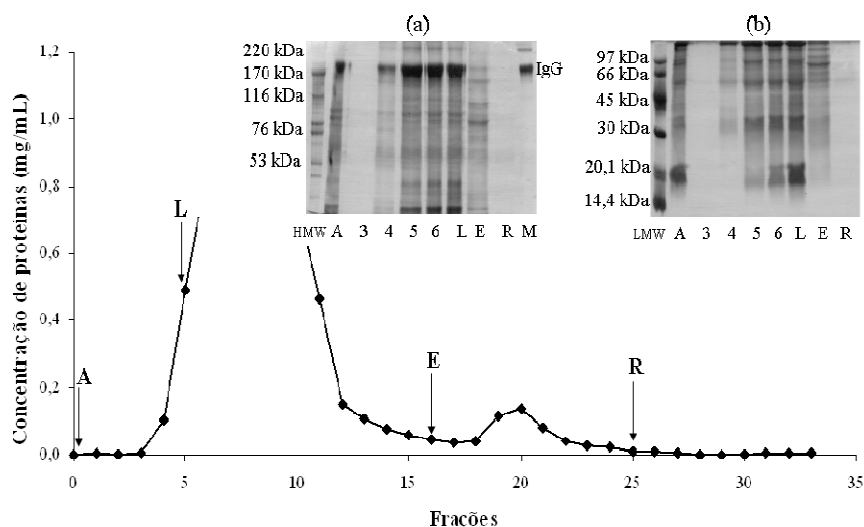 (a)
(b)
1,2
1,0
0,8
0,6
0,4
0,2
0,0
Concentração de proteínas (mg/mL)
220 kDa
170 kDa
116 kDa
76 kDa
53 kDa
IgG
HMW A 3 4 5 6 L E R M
97 kDa
66 kDa
45 kDa
30 kDa
20,1 kDa
14,4 kDa
LMW A 3 4 5 6 L E R
L
A
E
R
0 5 10 15 20 25 30 35
Frações